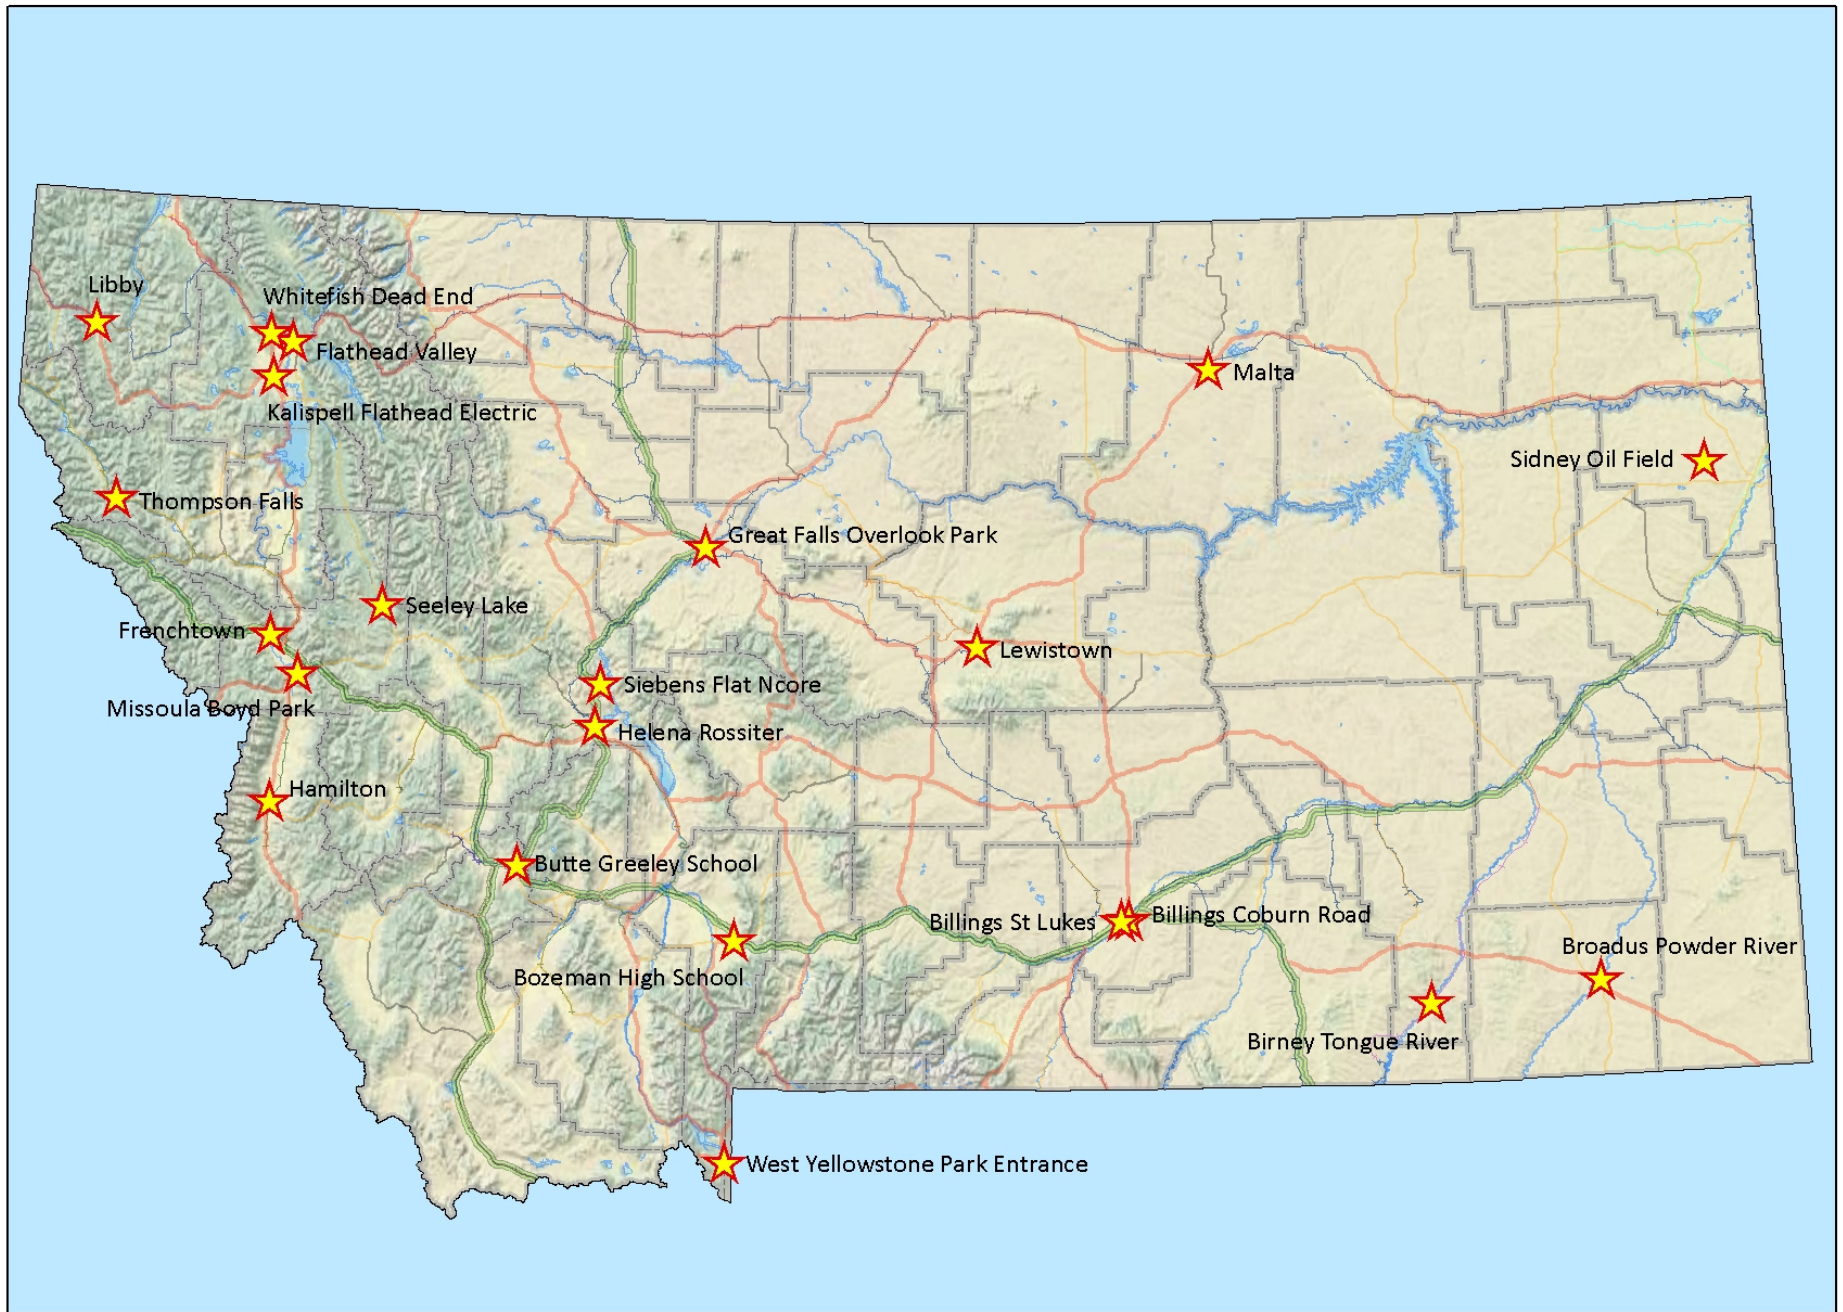 Libby
Whitefish Dead End
Flathead Valley
Malta
Kalispell Flathead Electric
Sidney Oil Field
Thompson Falls
Great Falls Overlook Park
Seeley Lake
Frenchtown
Lewistown
Siebens Flat Ncore
Missoula Boyd Park
Helena Rossiter
Hamilton
Butte Greeley School
Billings St Lukes
Billings Coburn Road
Broadus Powder River
Bozeman High School
Birney Tongue River
West Yellowstone Park Entrance